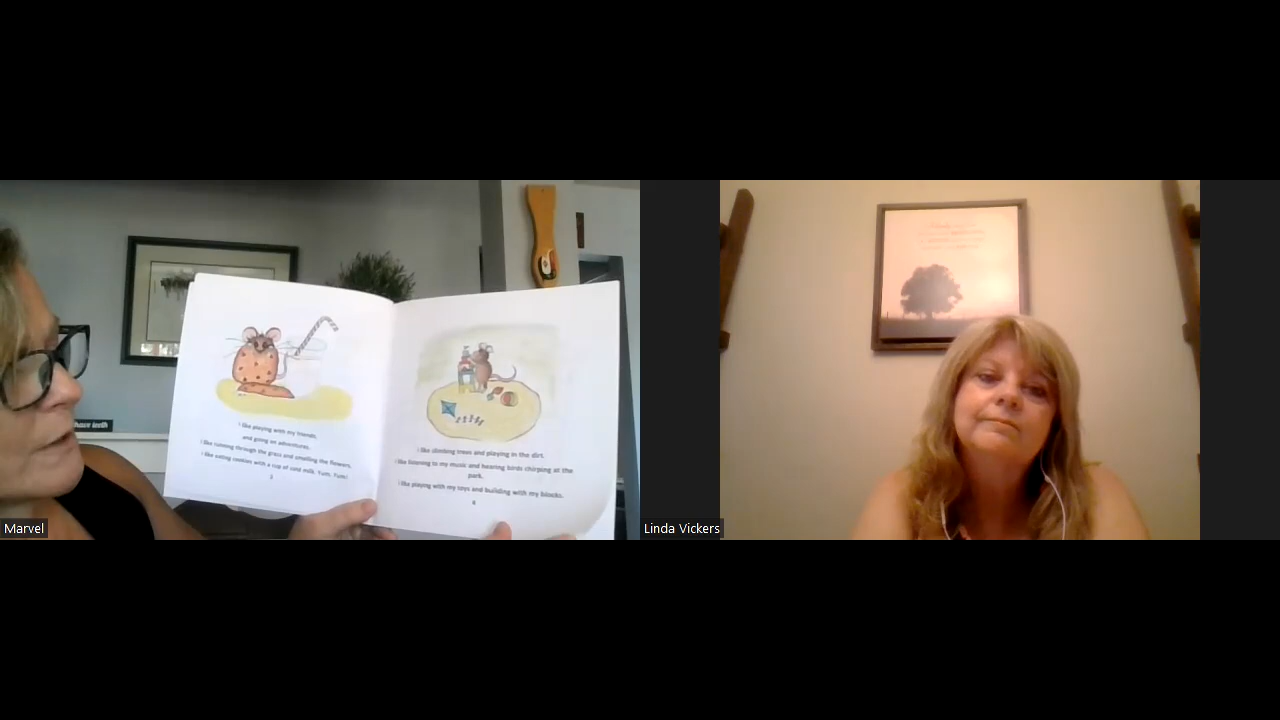 have teeth
I like playing with my friends
and going on adventures.
I like running through the grass and smelling the flowers.
I like eating cookies with a cup of cold milk. Yum, Yum!
3
I like climbing trees and playing in the dirt.
I like listening to my music and hearing birds chirping at the
park.
I like playing with my toys and building with my blocks.
4
Marvel
Linda Vickers